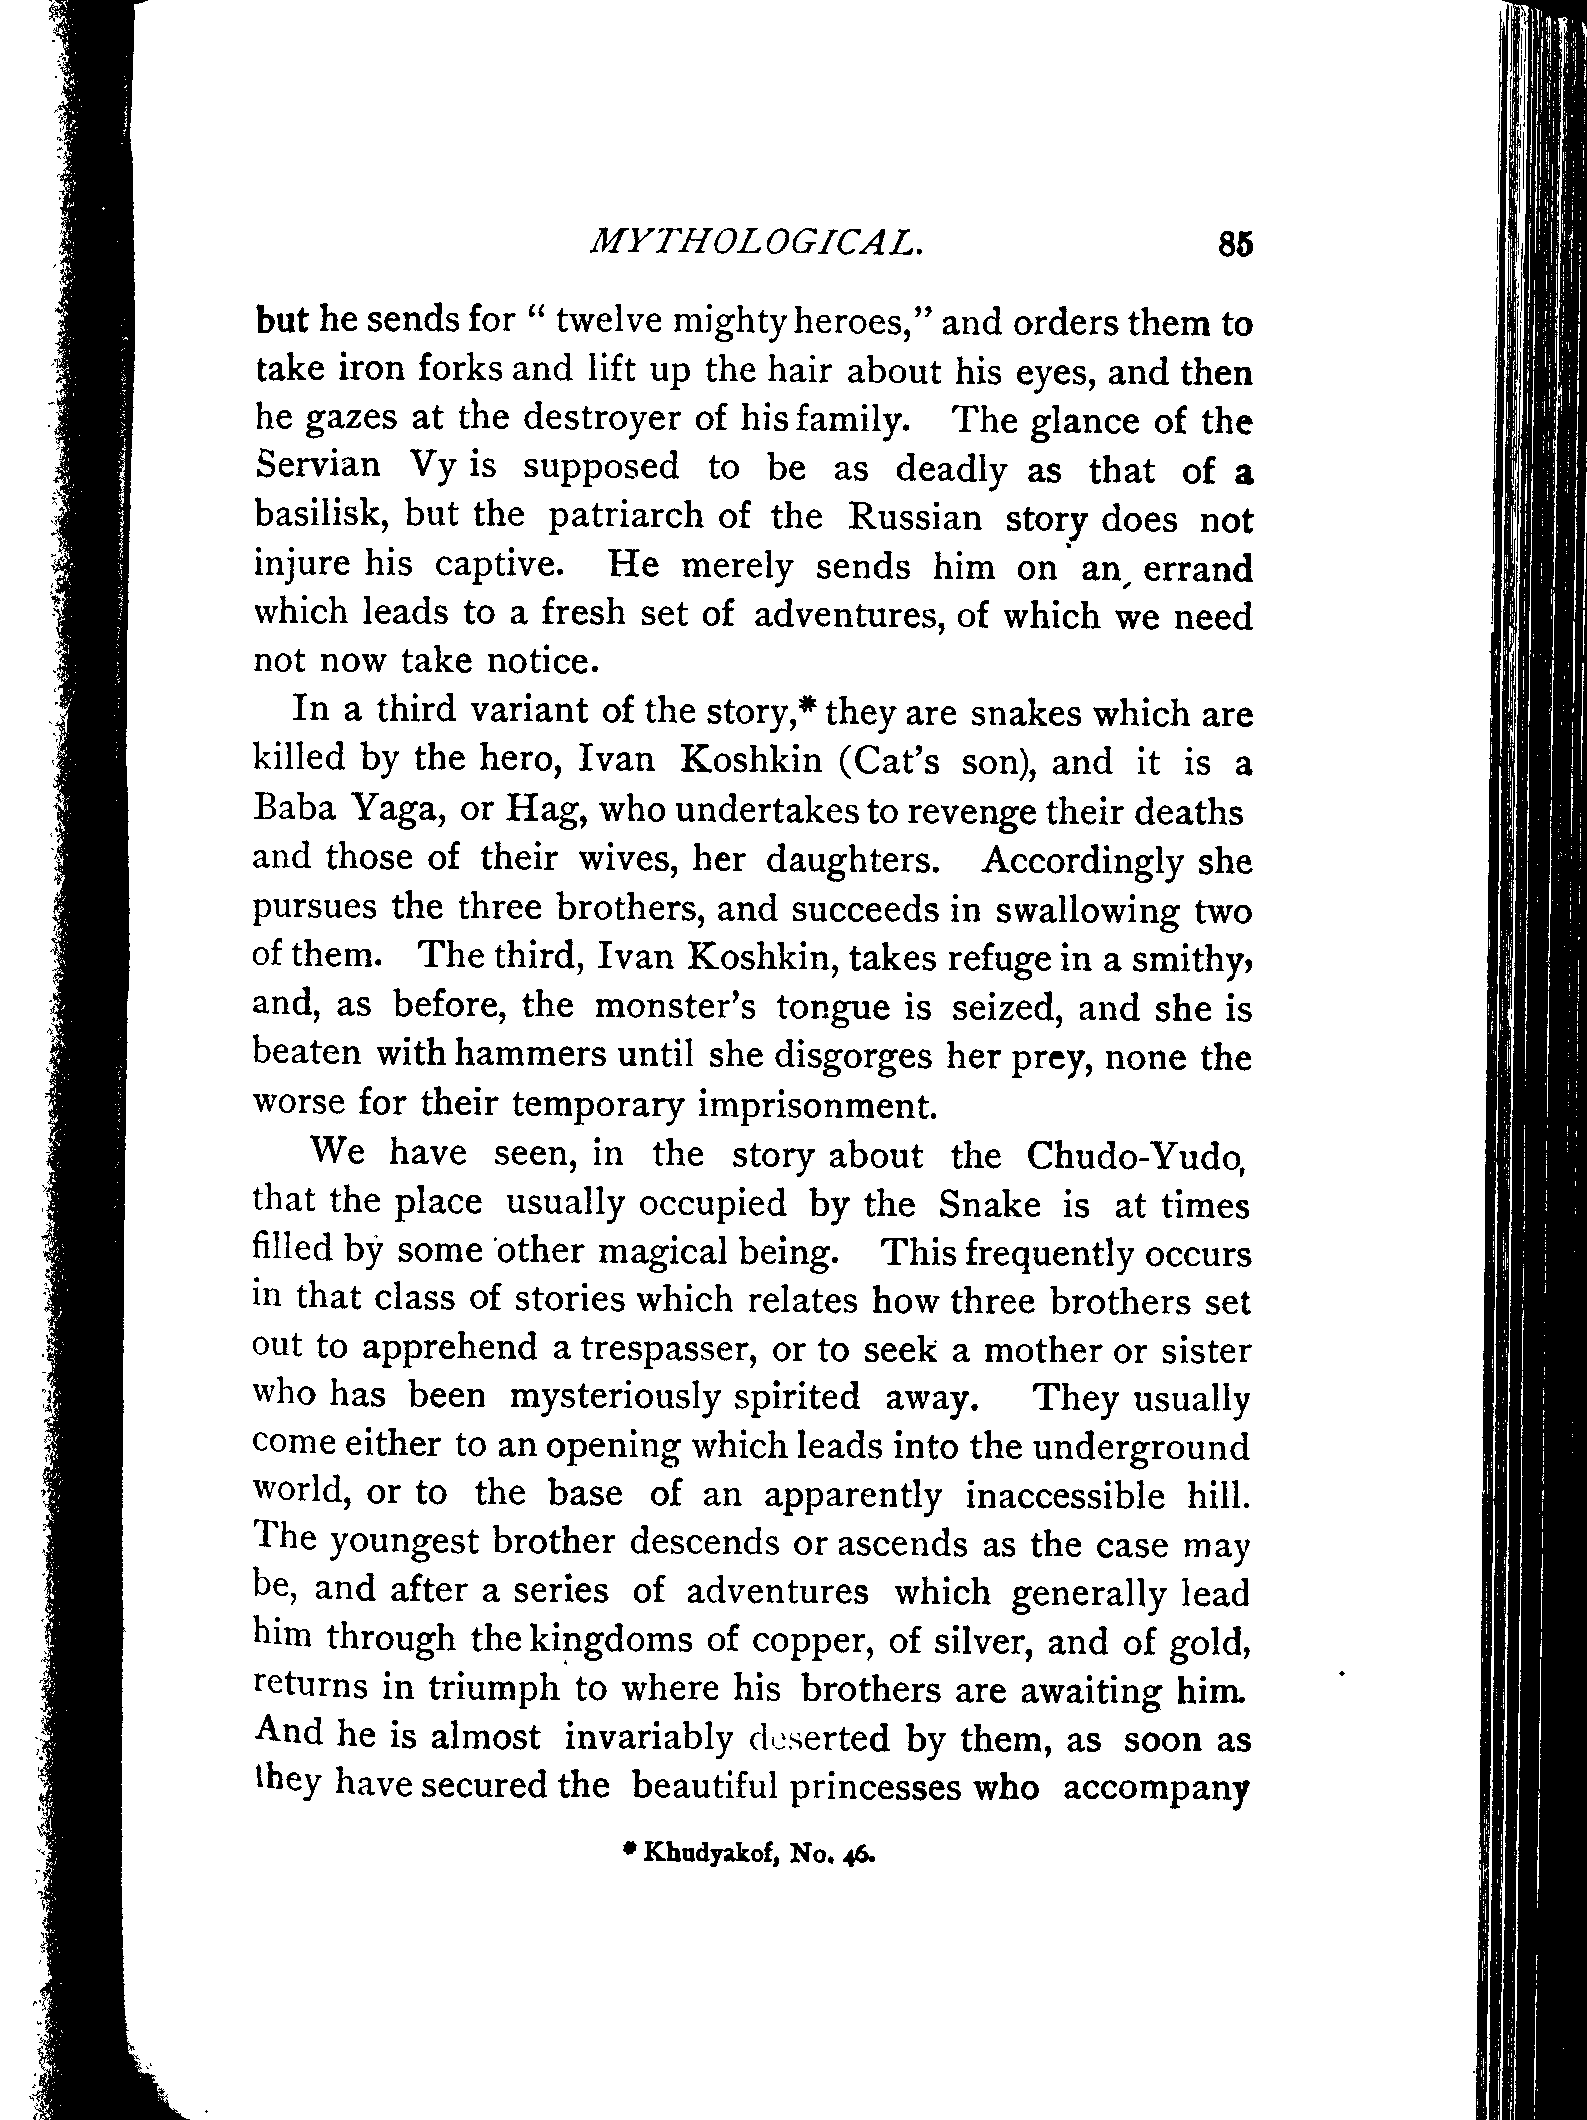 MYTHOLOGICAL. 85
but he sends for “ twelve mighty heroes,” and orders them to
take iron forks and lift up the hair about his eyes, and then
he gazes at the destroyer of his family. The glance of the
Servian Vy is supposed to be as deadly as that of a
basilisk, but the patriarch of the Russian story does not
injure his captive. He merely sends him on an errand
which leads to a fresh set of adventures, of which we need
not now take notice.
In a third variant of the story,* they are snakes which are
killed by the hero, Ivan Koshkin (Cat’s son), and it is a
Baba Yaga, or Hag, who undertakes to revenge their deaths
and those of their wives, her daughters. Accordingly she
pursues the three brothers, and succeeds in swallowing two
of them. The third, Ivan Koshkin, takes refuge in a smithy,
and, as before, the monster’s tongue is seized, and she is
beaten with hammers until she disgorges her prey, none the
worse for their temporary imprisonment.
We have seen, in the story about the Chudo-Yudo,
that the place usually occupied by the Snake is at times
filled by some other magical being. This frequently occurs
in that class of stories which relates how three brothers set
out to apprehend a trespasser, or to seek a mother or sister
who has been mysteriously spirited away. They usually
come either to an opening which leads into the underground
world, or to the base of an apparently inaccessible hill.
The youngest brother descends or ascends as the case may
be, and after a series of adventures which generally lead
him through the kingdoms of copper, of silver, and of gold,
returns in triumph to where his brothers are awaiting him.
And he is almost invariably deserted by them, as soon as
they have secured the beautiful princesses who accompany
* Khudyakof, No. 46.